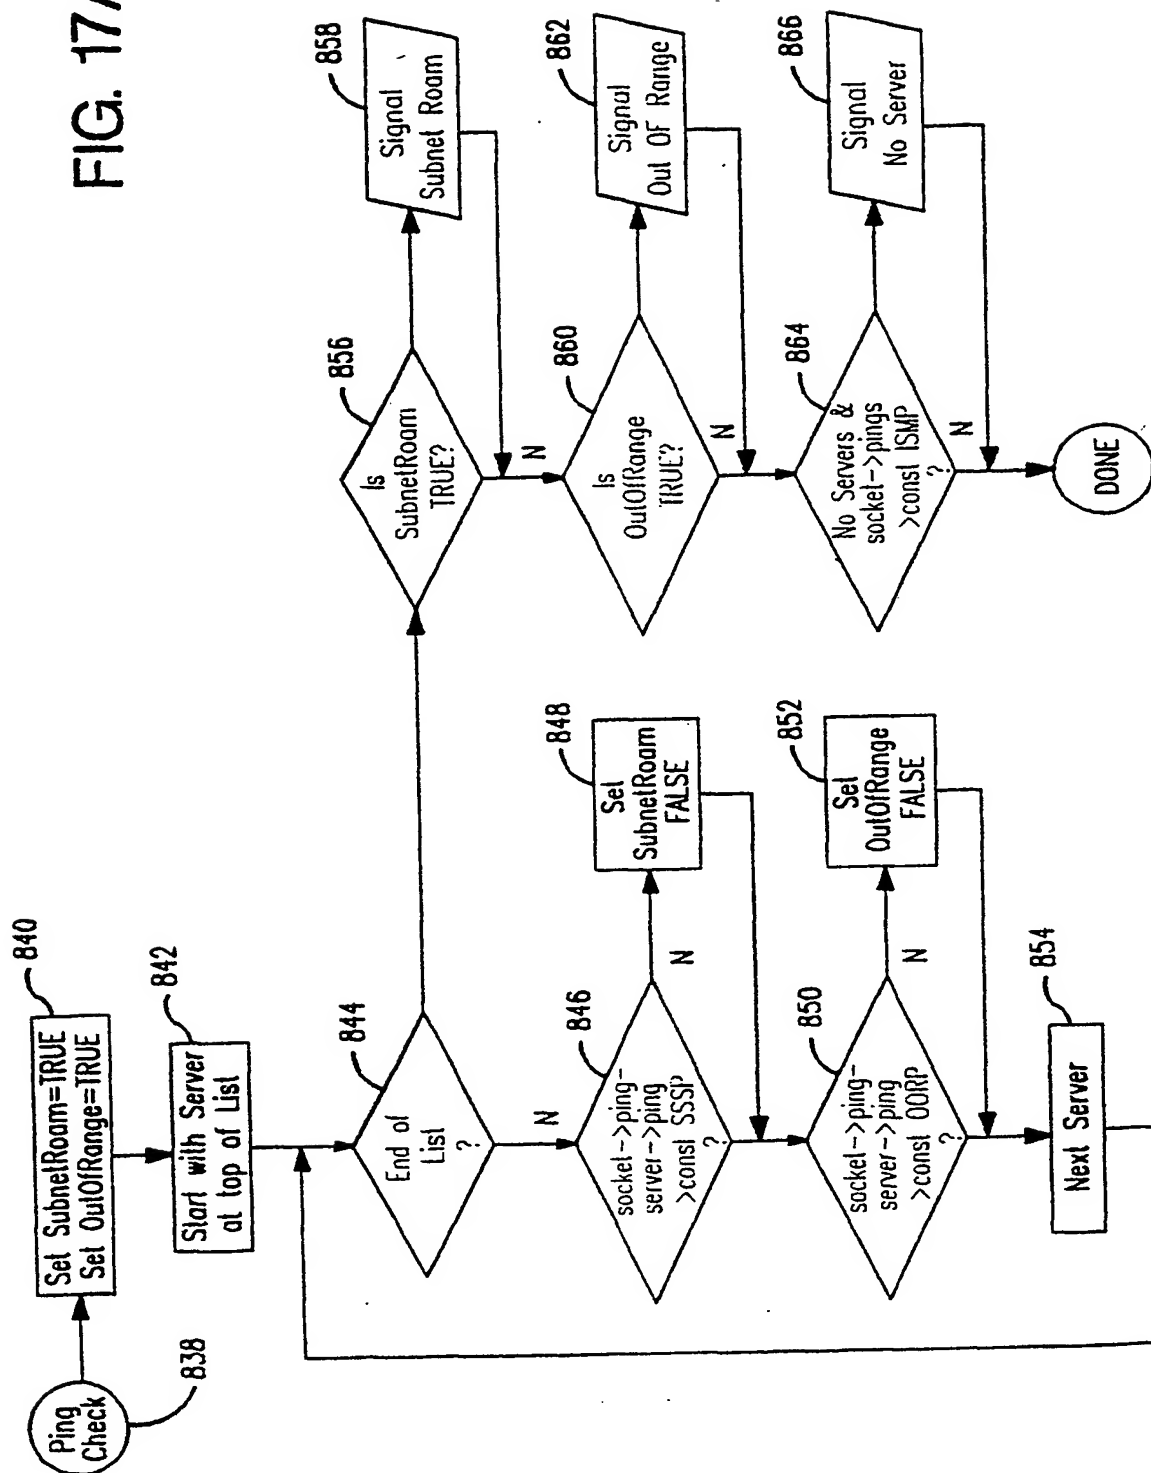 FIG. 17A
Ping
Check
838
Set SubnetRoam=TRUE
Set OutOfRange=TRUE
840
Start with Server
at top of List
842
End of
List
?
844
N
socket->ping-
server->ping
>const SSSP
?
846
N
Set
SubnetRoam
FALSE
848
socket->ping-
server->ping
>const OORP
?
850
N
Set
OutOfRange
FALSE
852
Next Server
854
Is
SubnetRoam
TRUE?
856
N
Signal
Subnet Roam
858
Is
OutOfRange
TRUE?
860
N
Signal
Out OF Range
862
No Servers &
socket->pings
>const ISMP
?
864
N
Signal
No Server
866
DONE